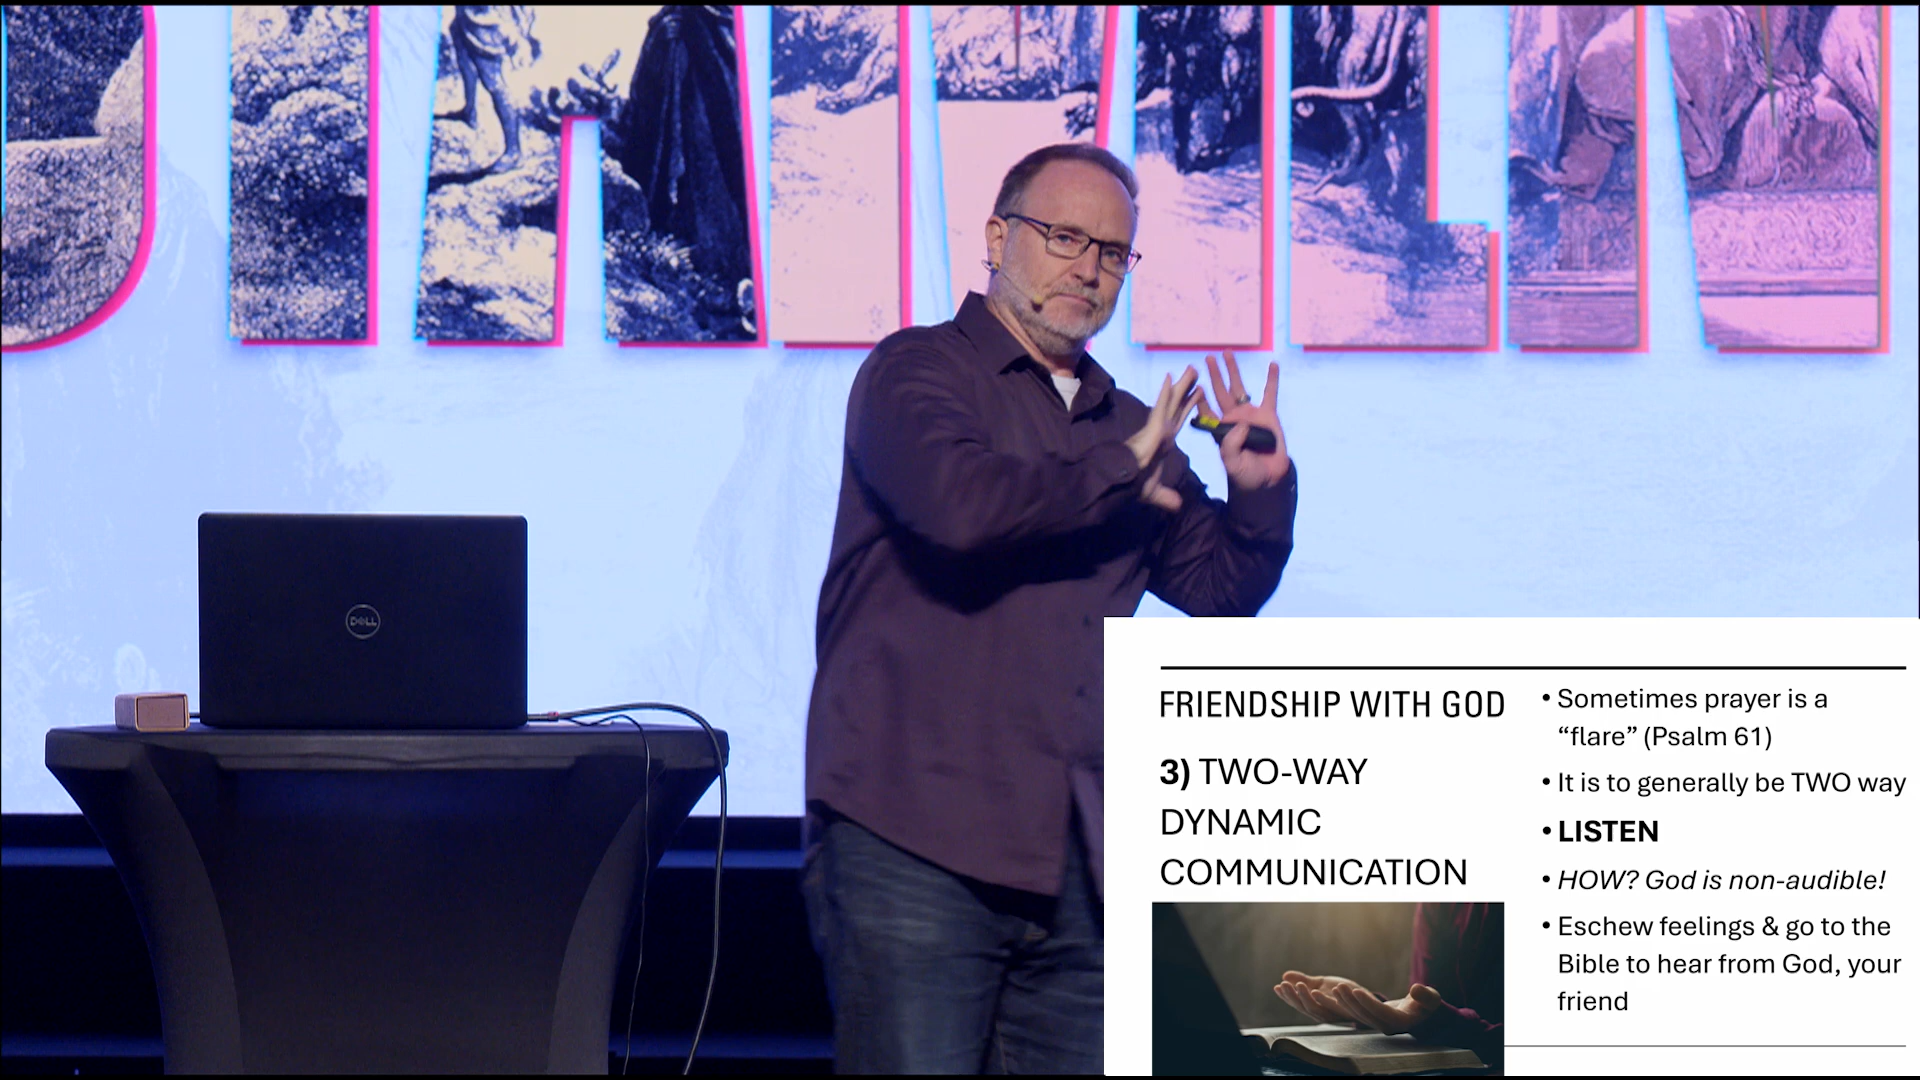 DELL
FRIENDSHIP WITH GOD
3) TWO-WAY
DYNAMIC
COMMUNICATION
• Sometimes prayer is a
“flare” (Psalm 61)
• It is to generally be TWO way
• LISTEN
• HOW? God is non-audible!
• Eschew feelings & go to the
Bible to hear from God, your
friend